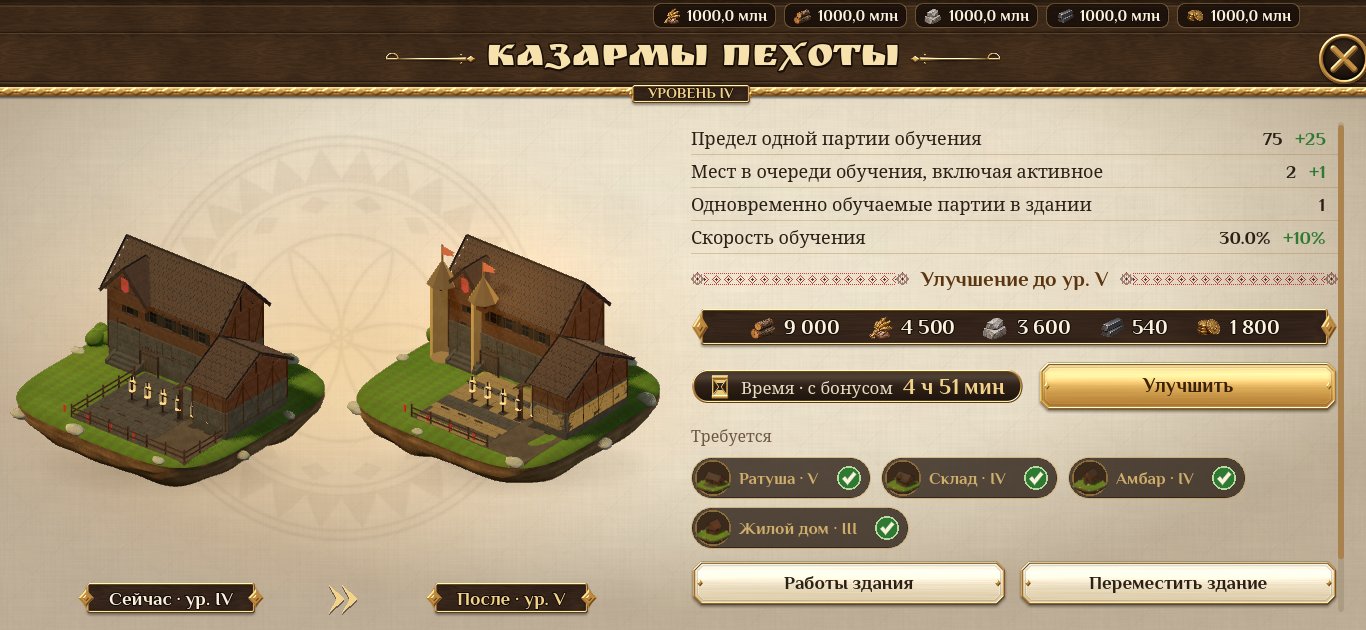 1000,0 млн 1000,0 млн 1000,0 млн 1000,0 млн 1000,0 млн
КАЗАРМЫ ПЕХОТЫ
УРОВЕНЬ IV
Предел одной партии обучения 75 +25
Мест в очереди обучения, включая активное 2 +1
Одновременно обучаемые партии в здании 1
Скорость обучения 30.0% +10%
Улучшение до ур. V
9 000 4 500 3 600 540 1 800
Время · с бонусом 4 ч 51 мин
Улучшить
Требуется
Ратуша · V Склад · IV Амбар · IV
Жилой дом · III
Работы здания Переместить здание
Сейчас · ур. IV После · ур. V